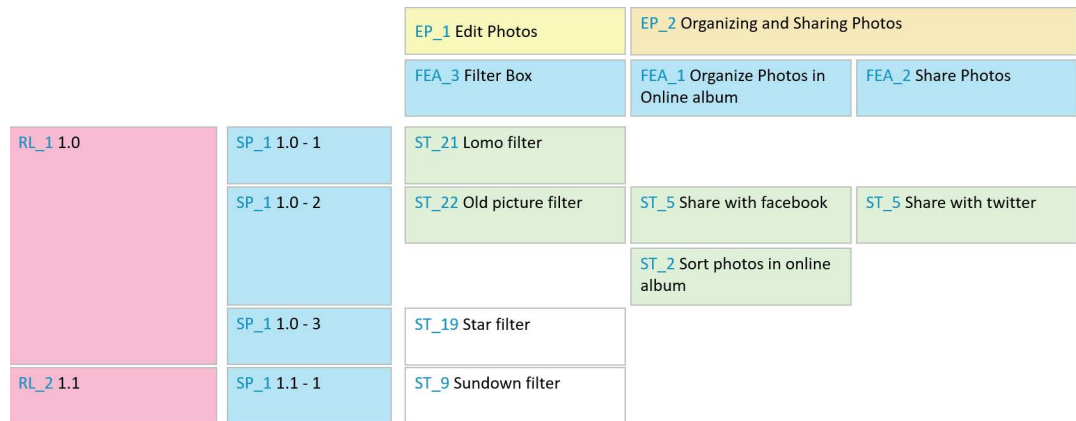 EP_1 Edit Photos
EP_2 Organizing and Sharing Photos
FEA_3 Filter Box
FEA_1 Organize Photos in
Online album
FEA_2 Share Photos
RL_1 1.0
SP_1 1.0 - 1
ST_21 Lomo filter
SP_1 1.0 - 2
ST_22 Old picture filter
ST_5 Share with facebook
ST_5 Share with twitter
ST_2 Sort photos in online
album
SP_1 1.0 - 3
ST_19 Star filter
RL_2 1.1
SP_1 1.1 - 1
ST_9 Sundown filter